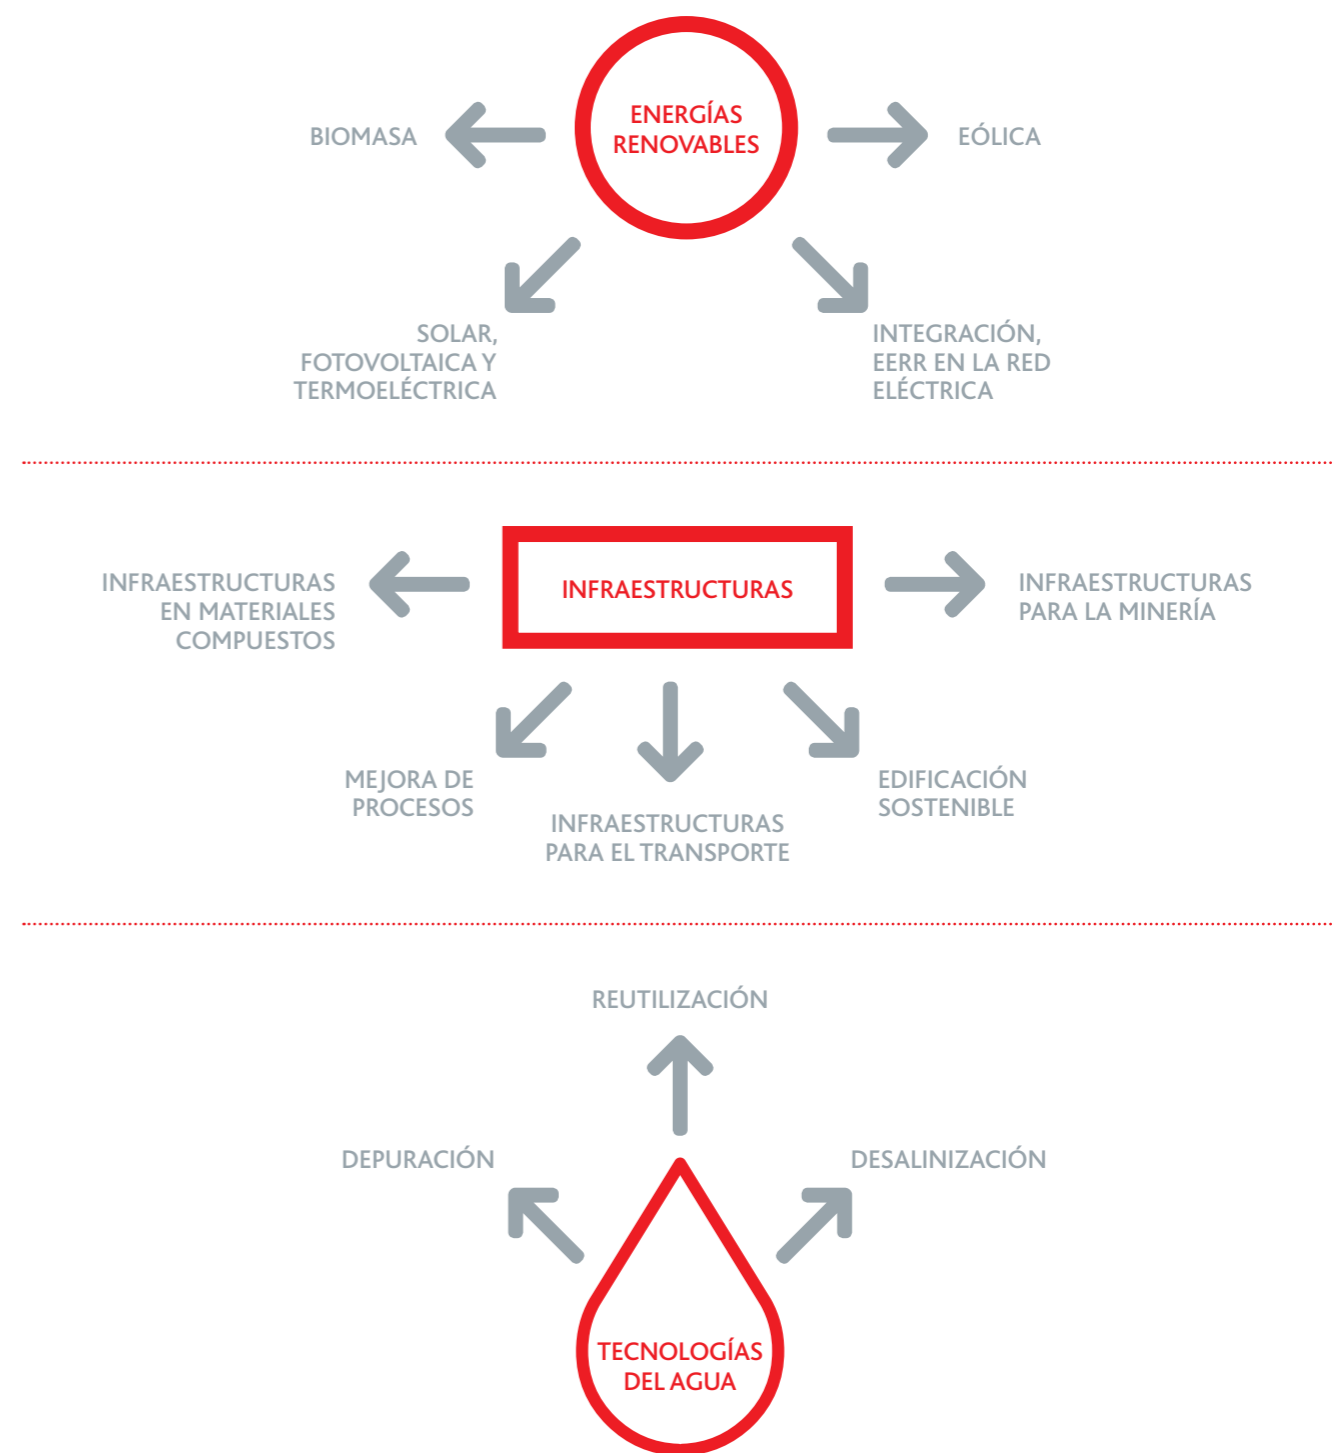 ENERGÍAS
RENOVABLES
BIOMASA
EÓLICA
SOLAR,
FOTOVOLTAICA Y
TERMOELÉCTRICA
INTEGRACIÓN,
EERR EN LA RED
ELÉCTRICA
INFRAESTRUCTURAS
INFRAESTRUCTURAS
EN MATERIALES
COMPUESTOS
INFRAESTRUCTURAS
PARA LA MINERÍA
MEJORA DE
PROCESOS
INFRAESTRUCTURAS
PARA EL TRANSPORTE
EDIFICACIÓN
SOSTENIBLE
REUTILIZACIÓN
DEPURACIÓN
DESALINIZACIÓN
TECNOLOGÍAS
DEL AGUA